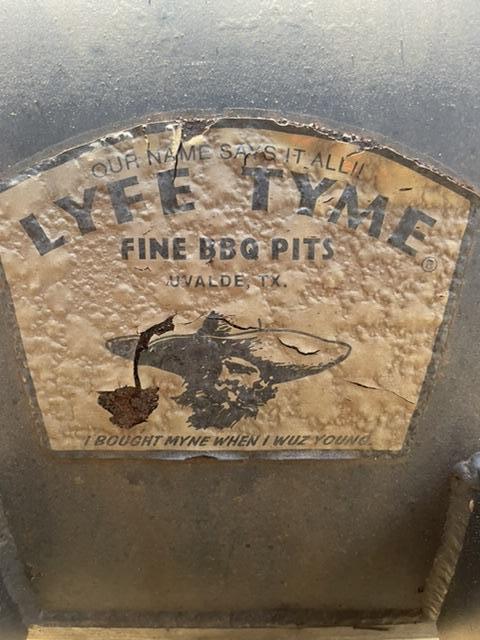 OUR NAME SAYS IT ALL!!
LYFE TYME
®
FINE BBQ PITS
UVALDE, TX.
I BOUGHT MYNE WHEN I WUZ YOUNG.